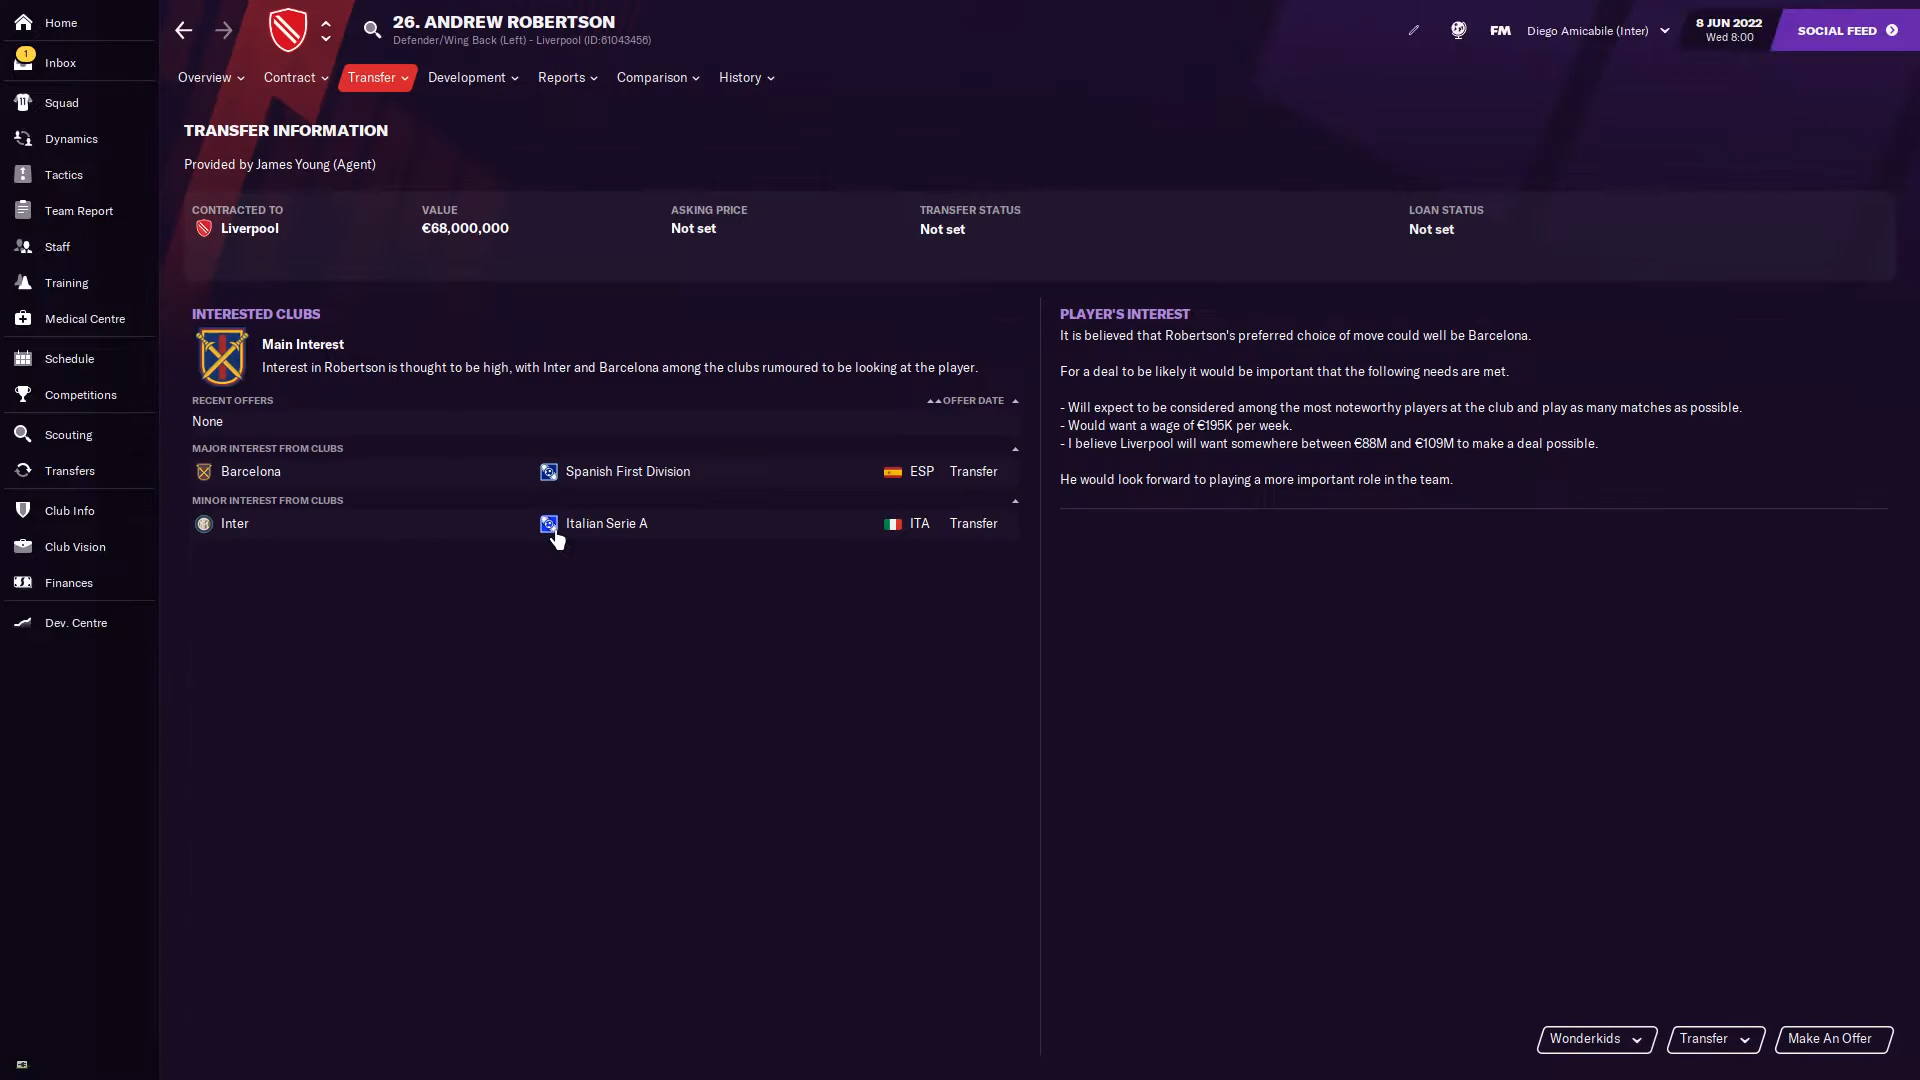 Home
1
Inbox
Squad
Dynamics
Tactics
Team Report
Staff
Training
Medical Centre
Schedule
Competitions
Scouting
Transfers
Club Info
Club Vision
Finances
Dev. Centre
26. ANDREW ROBERTSON
Defender/Wing Back (Left) - Liverpool (ID:61043456)
FM
Diego Amicabile (Inter)
8 JUN 2022
Wed 8:00
SOCIAL FEED
Overview Contract Transfer Development Reports Comparison History
TRANSFER INFORMATION
Provided by James Young (Agent)
CONTRACTED TO VALUE ASKING PRICE TRANSFER STATUS LOAN STATUS
Liverpool €68,000,000 Not set Not set Not set
INTERESTED CLUBS
Main Interest
Interest in Robertson is thought to be high, with Inter and Barcelona among the clubs rumoured to be looking at the player.
RECENT OFFERS OFFER DATE
None
MAJOR INTEREST FROM CLUBS
Barcelona Spanish First Division ESP Transfer
MINOR INTEREST FROM CLUBS
Inter Italian Serie A ITA Transfer
PLAYER'S INTEREST
It is believed that Robertson's preferred choice of move could well be Barcelona.
For a deal to be likely it would be important that the following needs are met.
- Will expect to be considered among the most noteworthy players at the club and play as many matches as possible.
- Would want a wage of €195K per week.
- I believe Liverpool will want somewhere between €88M and €109M to make a deal possible.
He would look forward to playing a more important role in the team.
Wonderkids Transfer Make An Offer